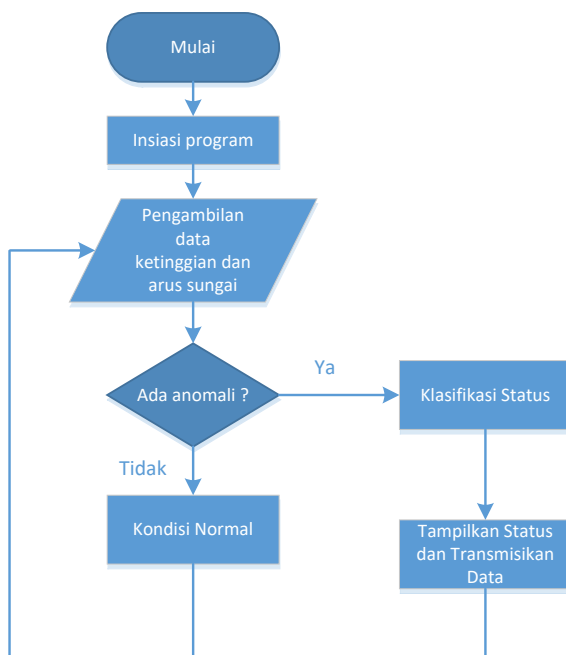 Mulai
Insiasi program
Pengambilan
data
ketinggian dan
arus sungai
Ada anomali ?
Ya
Klasifikasi Status
Tidak
Kondisi Normal
Tampilkan Status
dan Transmisikan
Data